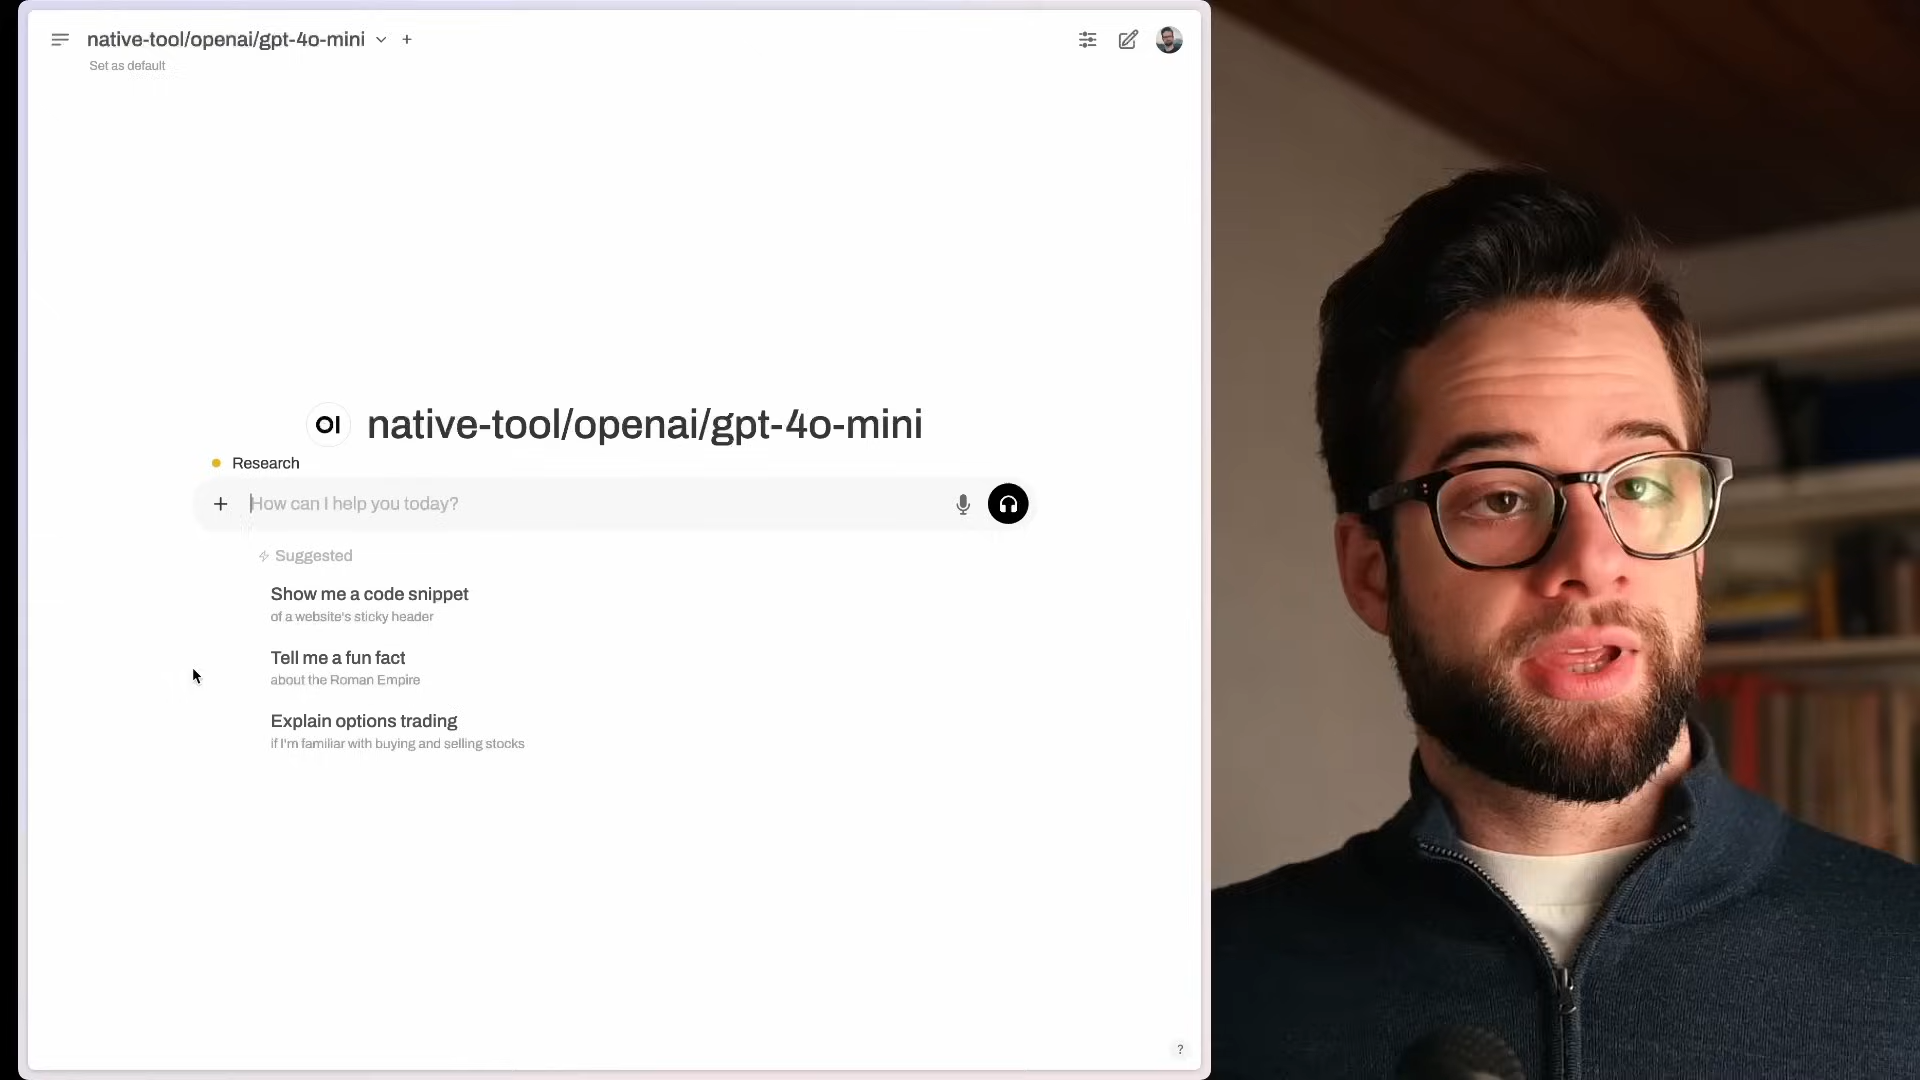 native-tool/openai/gpt-4o-mini
Set as default
OI native-tool/openai/gpt-4o-mini
Research
How can I help you today?
Suggested
Show me a code snippet
of a website's sticky header
Tell me a fun fact
about the Roman Empire
Explain options trading
if I'm familiar with buying and selling stocks
?